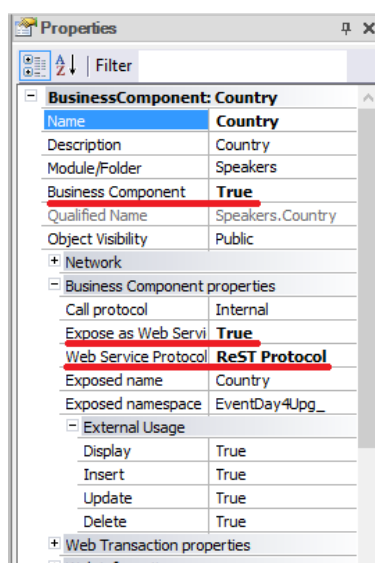 Properties
Filter
BusinessComponent: Country
Name Country
Description Country
Module/Folder Speakers
Business Component True
Qualified Name Speakers.Country
Object Visibility Public
Network
Business Component properties
Call protocol Internal
Expose as Web Servi True
Web Service Protocol ReST Protocol
Exposed name Country
Exposed namespace EventDay4Upg_
External Usage
Display True
Insert True
Update True
Delete True
Web Transaction properties